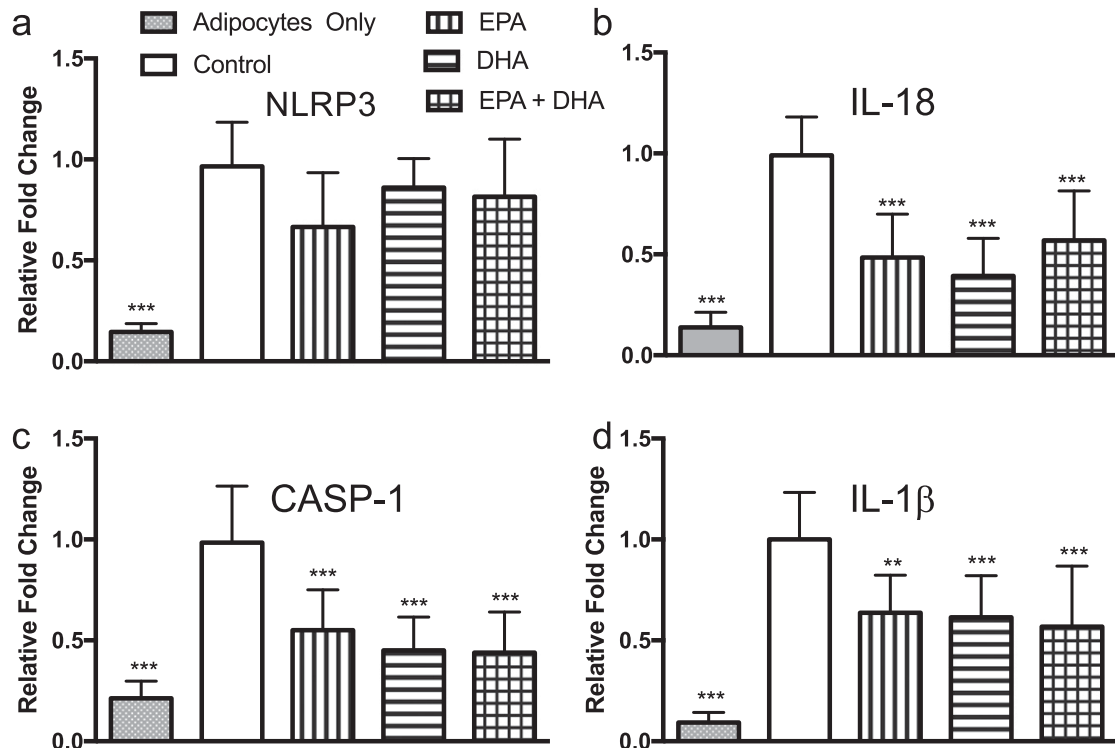 a
Adipocytes Only
EPA
Control
DHA
EPA + DHA
NLRP3
Relative Fold Change
1.5
1.0
0.5
0.0
***
b
IL-18
1.5
1.0
0.5
0.0
***
***
***
***
c
CASP-1
Relative Fold Change
1.5
1.0
0.5
0.0
***
***
***
***
d
IL-1β
Relative Fold Change
1.5
1.0
0.5
0.0
***
**
***
***